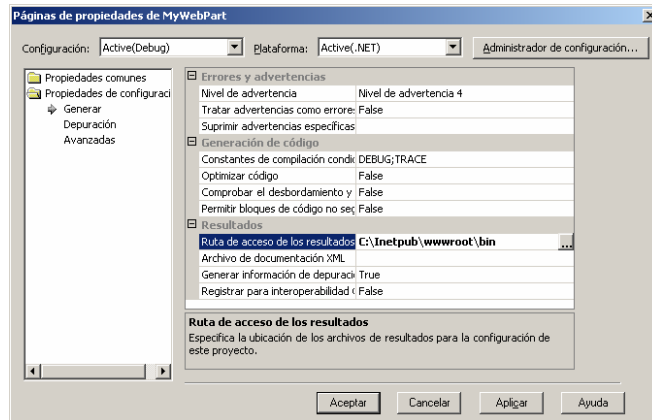 Páginas de propiedades de MyWebPart
Configuración: Active(Debug) Plataforma: Active(.NET) Administrador de configuración...
Propiedades comunes
Propiedades de configuraci
Generar
Depuración
Avanzadas
Errores y advertencias
Nivel de advertencia Nivel de advertencia 4
Tratar advertencias como errores False
Suprimir advertencias específicas
Generación de código
Constantes de compilación condic DEBUG;TRACE
Optimizar código False
Comprobar el desbordamiento y False
Permitir bloques de código no seg False
Resultados
Ruta de acceso de los resultados C:\Inetpub\wwwroot\bin ...
Archivo de documentación XML
Generar información de depuraci True
Registrar para interoperabilidad False
Ruta de acceso de los resultados
Especifica la ubicación de los archivos de resultados para la configuración de
este proyecto.
Aceptar Cancelar Aplicar Ayuda